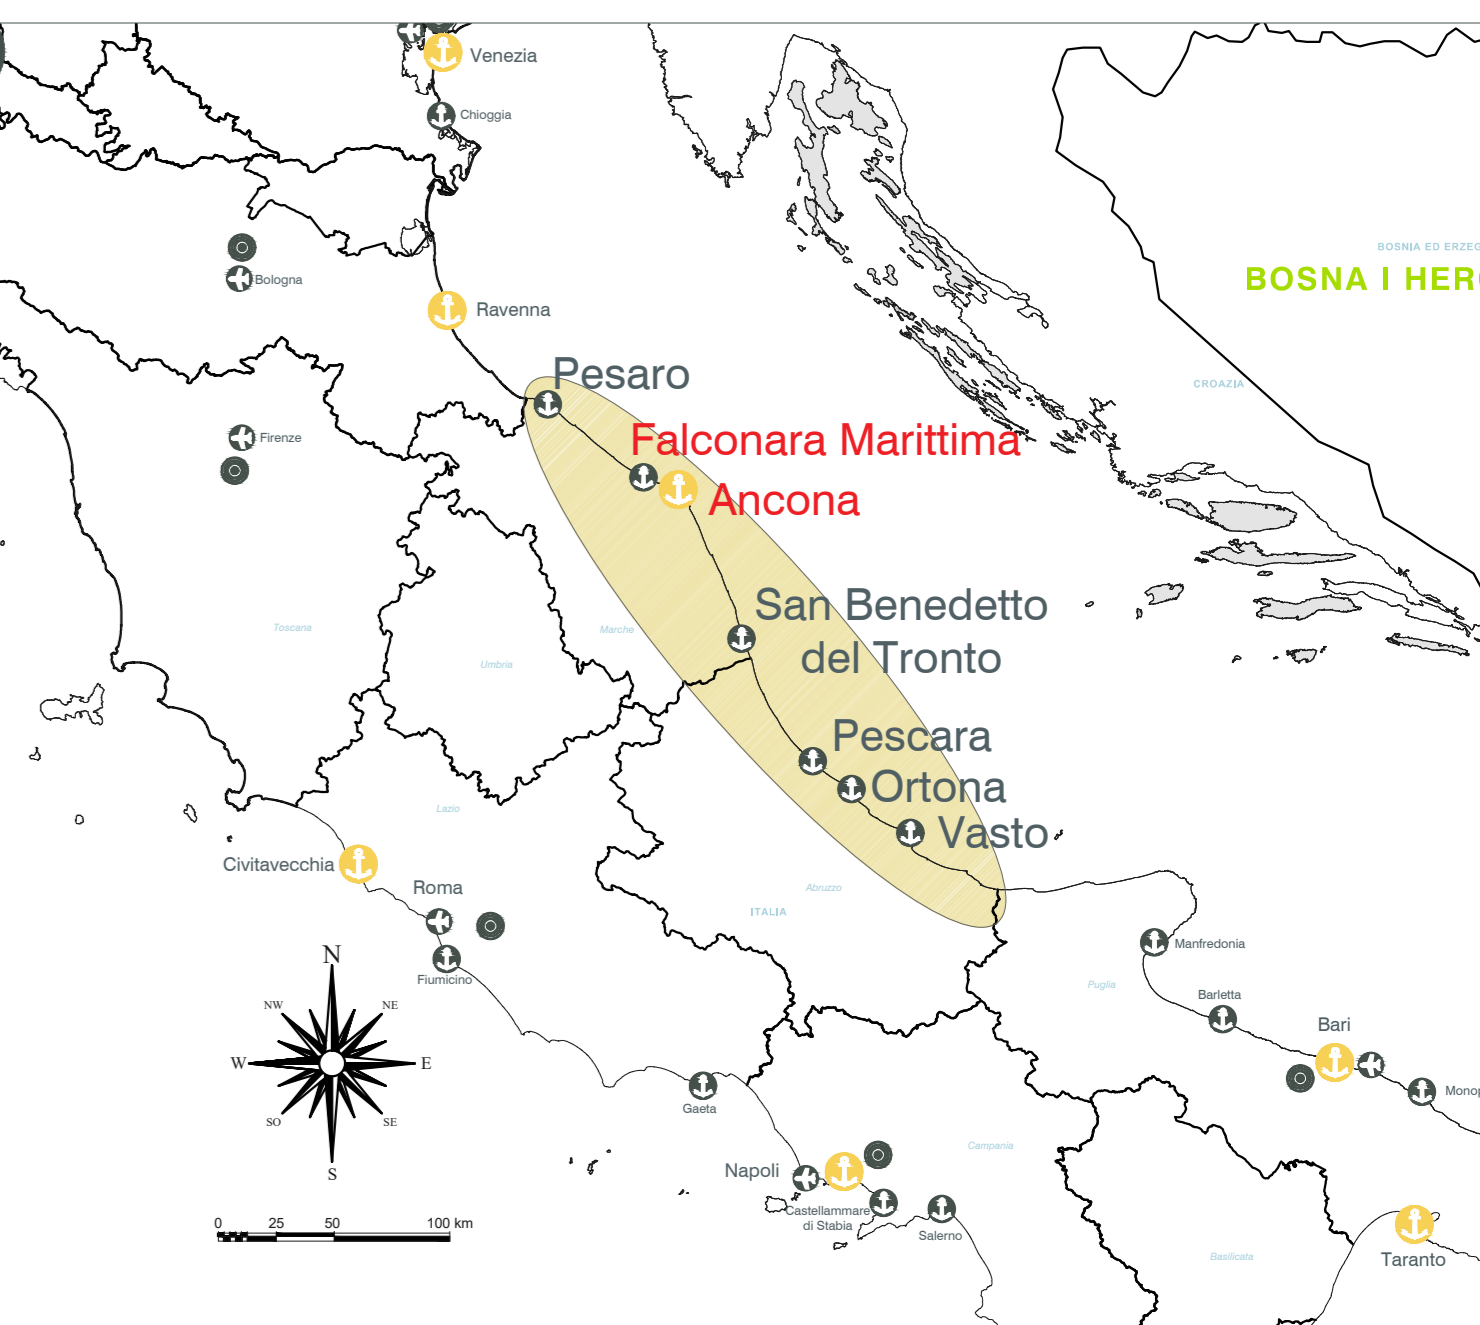 Venezia
Chioggia
BOSNIA ED ERZEG
BOSNA I HER
Bologna
Ravenna
Pesaro
CROAZIA
Firenze
Falconara Marittima
Ancona
San Benedetto
del Tronto
Toscana
Marche
Umbria
Pescara
Ortona
Vasto
Lazio
Civitavecchia
Roma
Abruzzo
ITALIA
Fiumicino
Manfredonia
Puglia
Barletta
Bari
Monop
N
NW
NE
W
E
SO
SE
S
Gaeta
Campania
Napoli
Castellammare
di Stabia
Salerno
0 25 50 100 km
Basilicata
Taranto